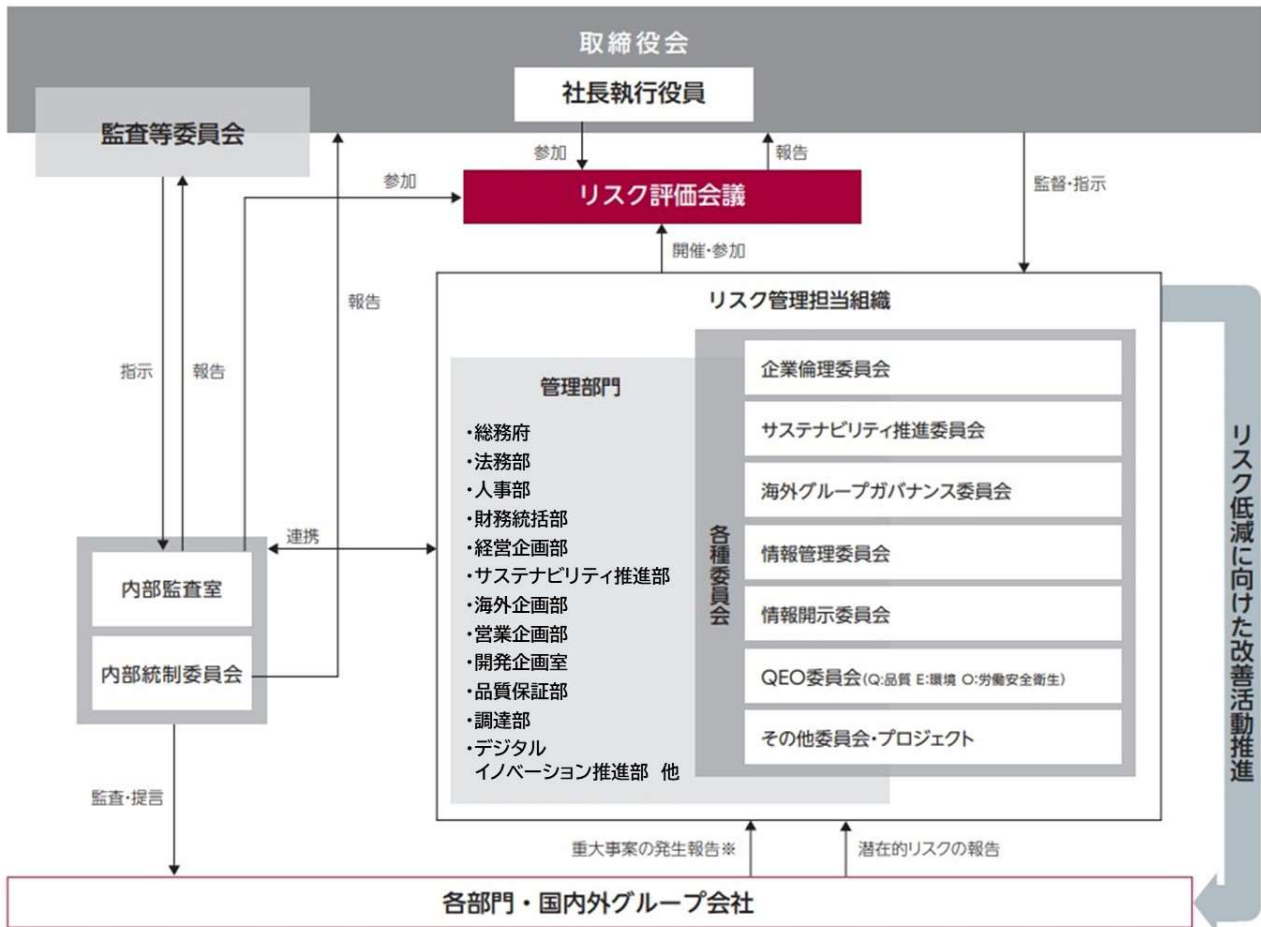 取締役会
社長執行役員
監査等委員会
参加
報告
参加
リスク評価会議
監督・指示
開催・参加
報告
リスク管理担当組織
指示
報告
管理部門
・総務府
・法務部
・人事部
・財務統括部
・経営企画部
・サステナビリティ推進部
・海外企画部
・営業企画部
・開発企画室
・品質保証部
・調達部
・デジタル
イノベーション推進部 他
各種委員会
企業倫理委員会
サステナビリティ推進委員会
海外グループガバナンス委員会
情報管理委員会
情報開示委員会
QEO委員会(Q:品質 E:環境 O:労働安全衛生)
その他委員会・プロジェクト
リスク低減に向けた改善活動推進
連携
内部監査室
内部統制委員会
監査・提言
重大事案の発生報告※
潜在的リスクの報告
各部門・国内外グループ会社